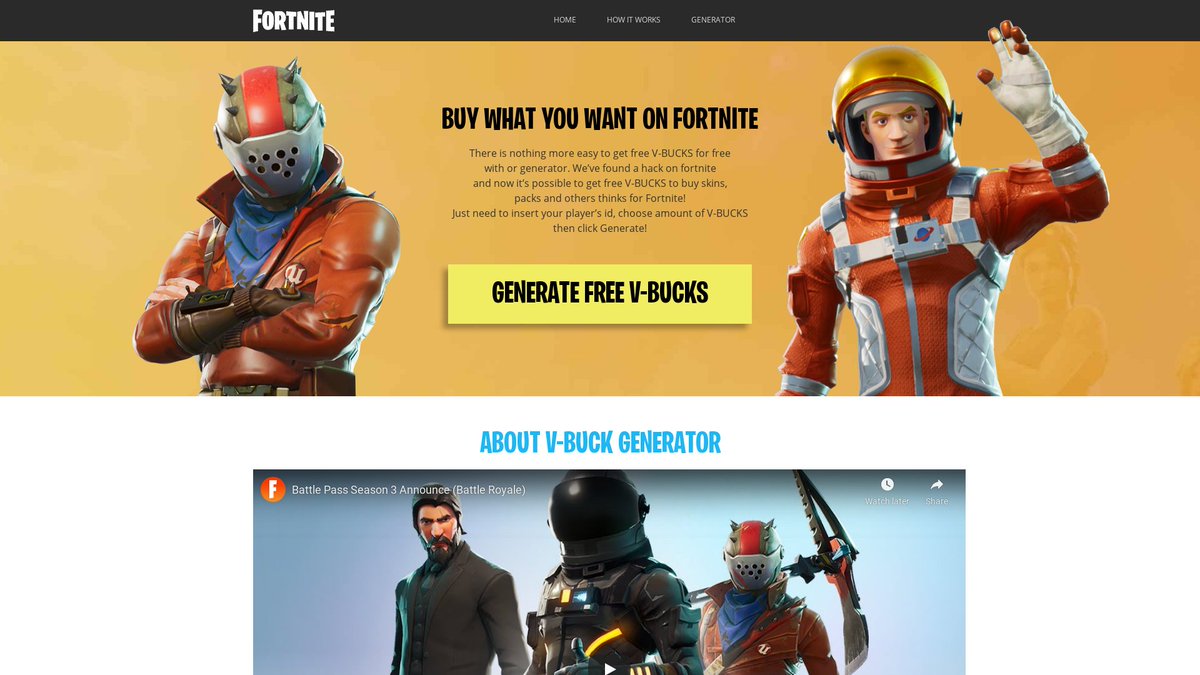 FORTNITE
HOME HOW IT WORKS GENERATOR
BUY WHAT YOU WANT ON FORTNITE
There is nothing more easy to get free V-BUCKS for free
with or generator. We've found a hack on fortnite
and now it's possible to get free V-BUCKS to buy skins,
packs and others thinks for Fortnite!
Just need to insert your player's id, choose amount of V-BUCKS
then click Generate!
GENERATE FREE V-BUCKS
ABOUT V-BUCK GENERATOR
F
Battle Pass Season 3 Announce (Battle Royale)
Watch later
Share